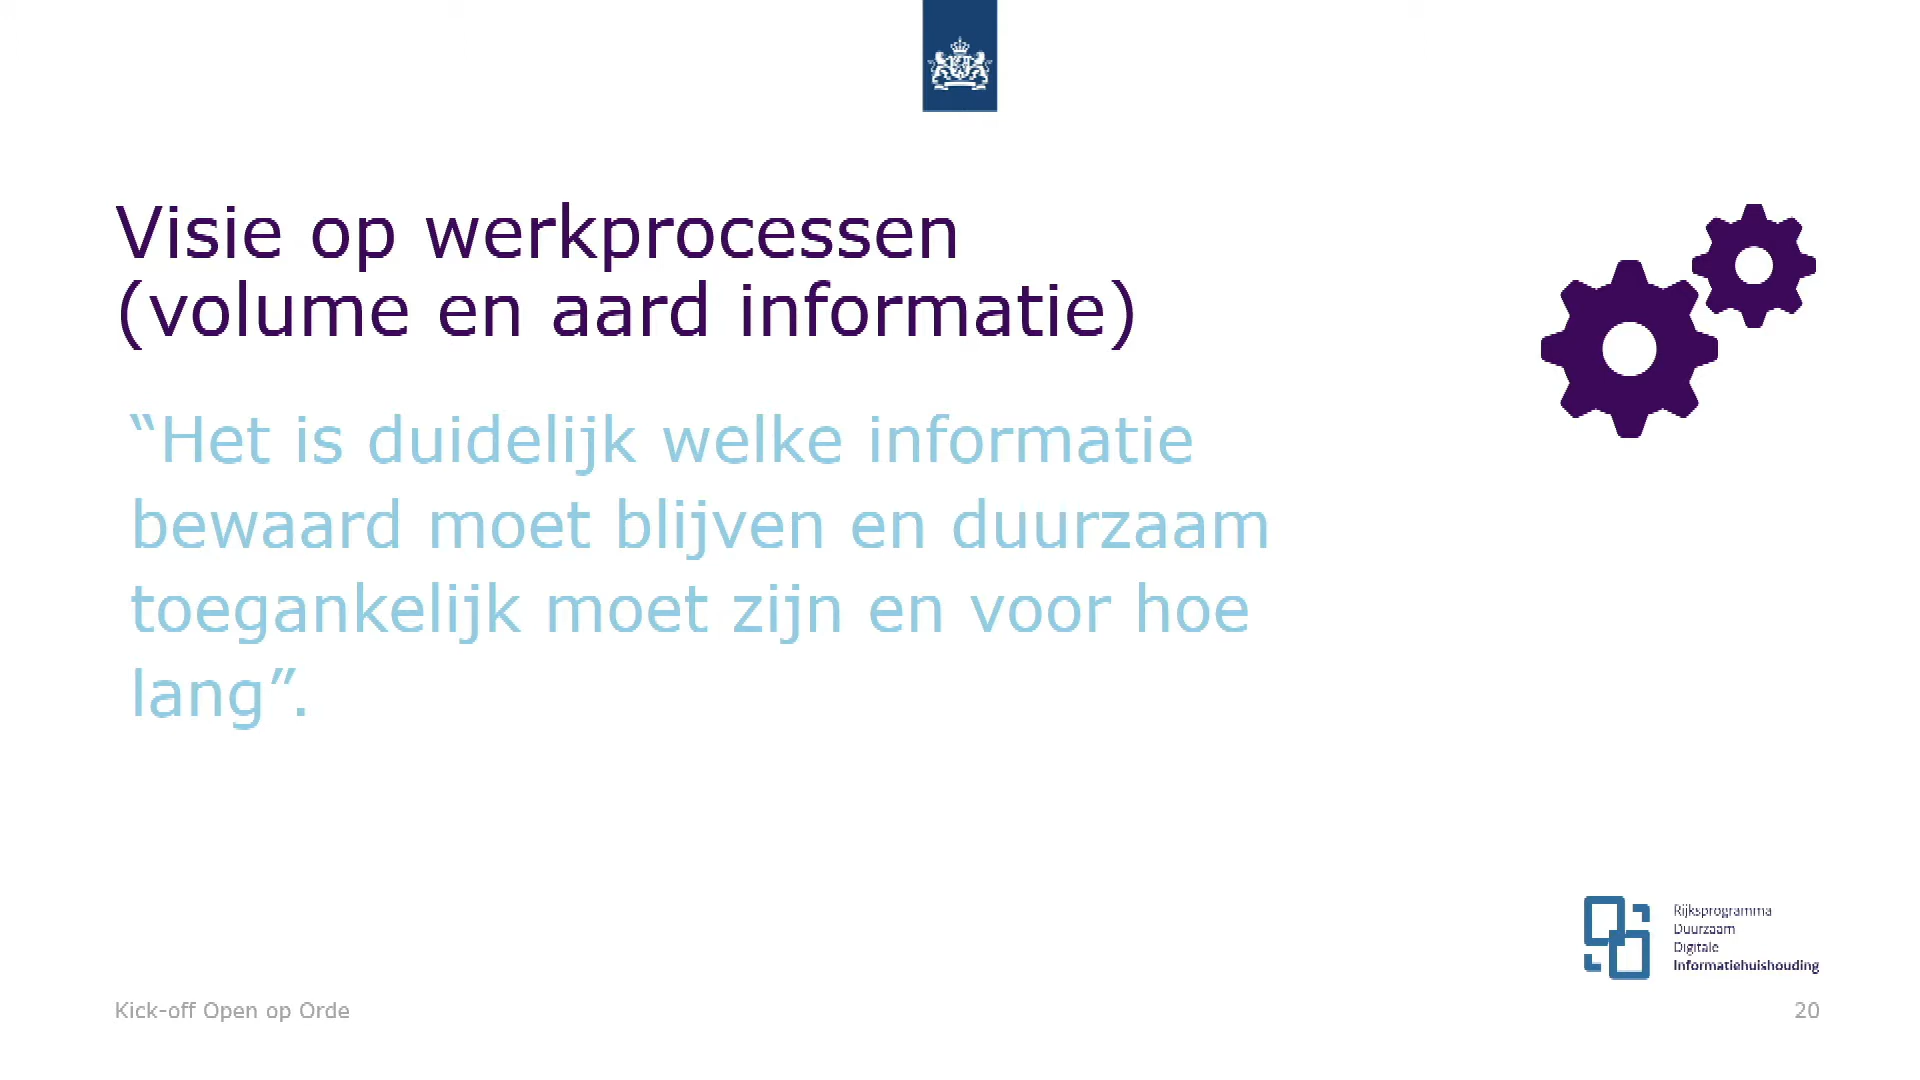 Visie op werkprocessen
(volume en aard informatie)
“Het is duidelijk welke informatie
bewaard moet blijven en duurzaam
toegankelijk moet zijn en voor hoe
lang”.
Rijksprogramma
Duurzaam
Digitale
Informatiehuishouding
Kick-off Open op Orde
20